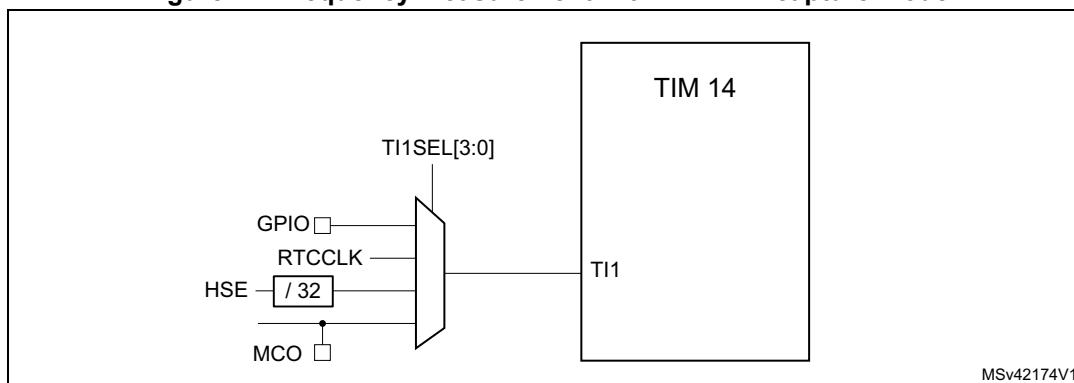 TIM 14
TI1SEL[3:0]
GPIO
RTCCLK
TI1
HSE
/ 32
MCO
MSv42174V1